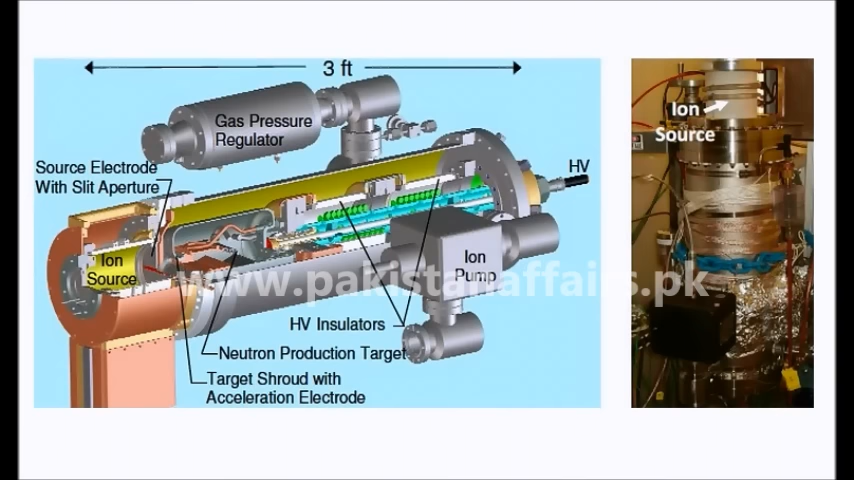 3 ft
Gas Pressure
Regulator
Source Electrode
With Slit Aperture
HV
Ion
Source
Ion
Pump
www.pakistanaffairs.pk
HV Insulators
Neutron Production Target
Target Shroud with
Acceleration Electrode
Ion
Source